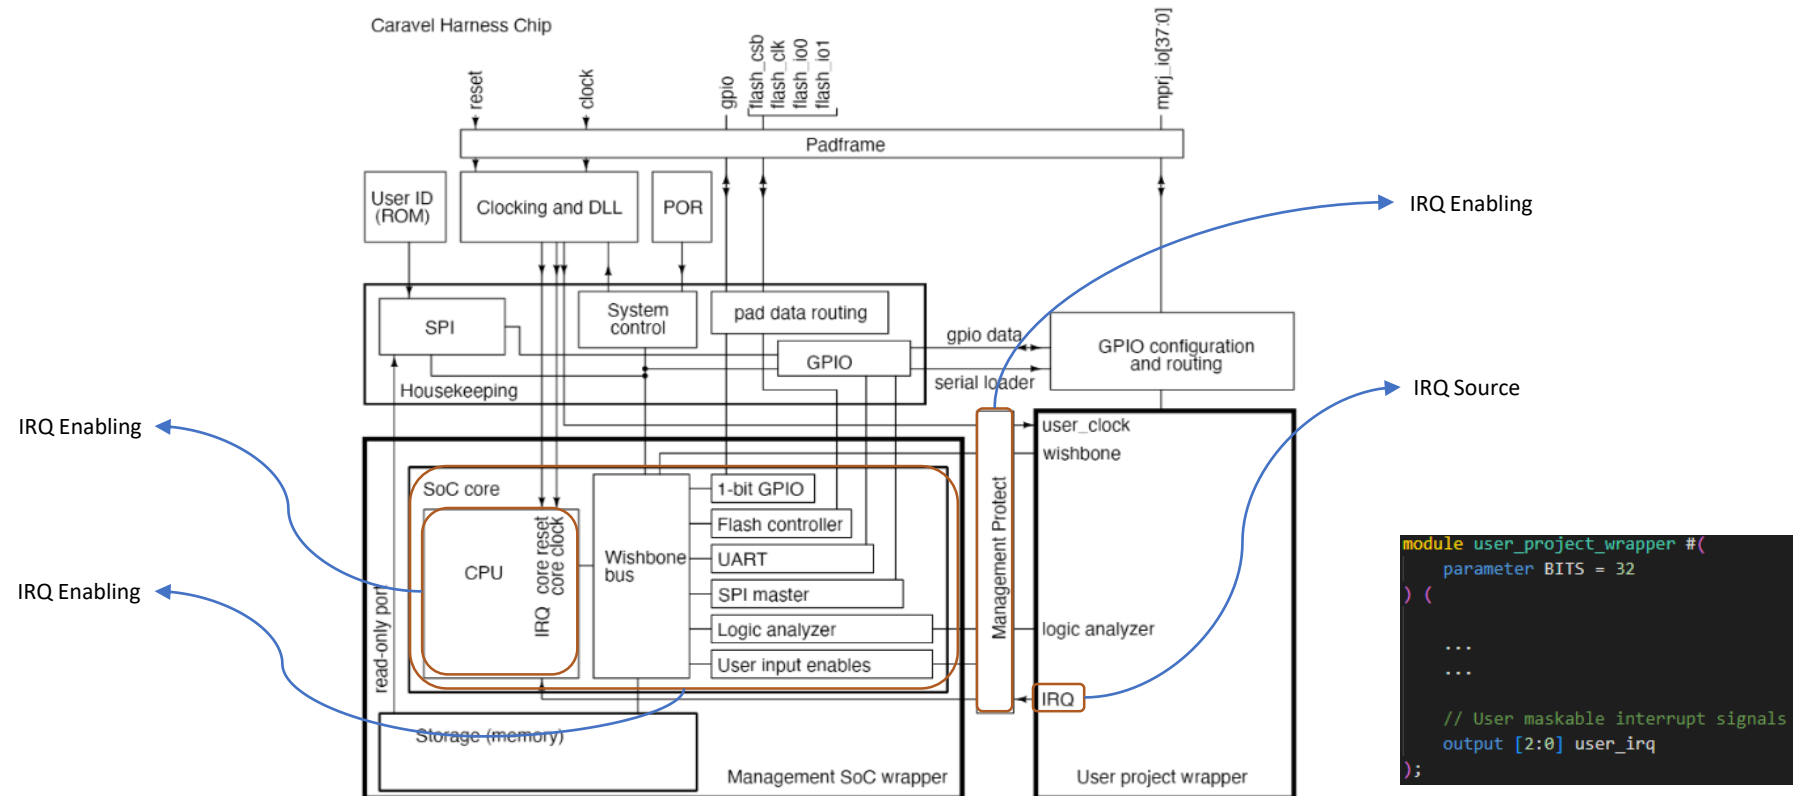 Caravel Harness Chip
reset
clock
gpio
flash_csb
flash_clk
flash_io0
flash_io1
mprj_io[37:0]
Padframe
User ID
(ROM)
Clocking and DLL
POR
IRQ Enabling
SPI
System
control
pad data routing
GPIO
Housekeeping
gpio data
serial loader
GPIO configuration
and routing
IRQ Source
IRQ Enabling
IRQ Enabling
read-only port
SoC core
CPU
IRQ
core reset
core clock
Wishbone
bus
1-bit GPIO
Flash controller
UART
SPI master
Logic analyzer
User input enables
Management Protect
user_clock
wishbone
logic analyzer
IRQ
Storage (memory)
Management SoC wrapper
User project wrapper
module user_project_wrapper #(
parameter BITS = 32
) (
...
...
// User maskable interrupt signals
output [2:0] user_irq
);